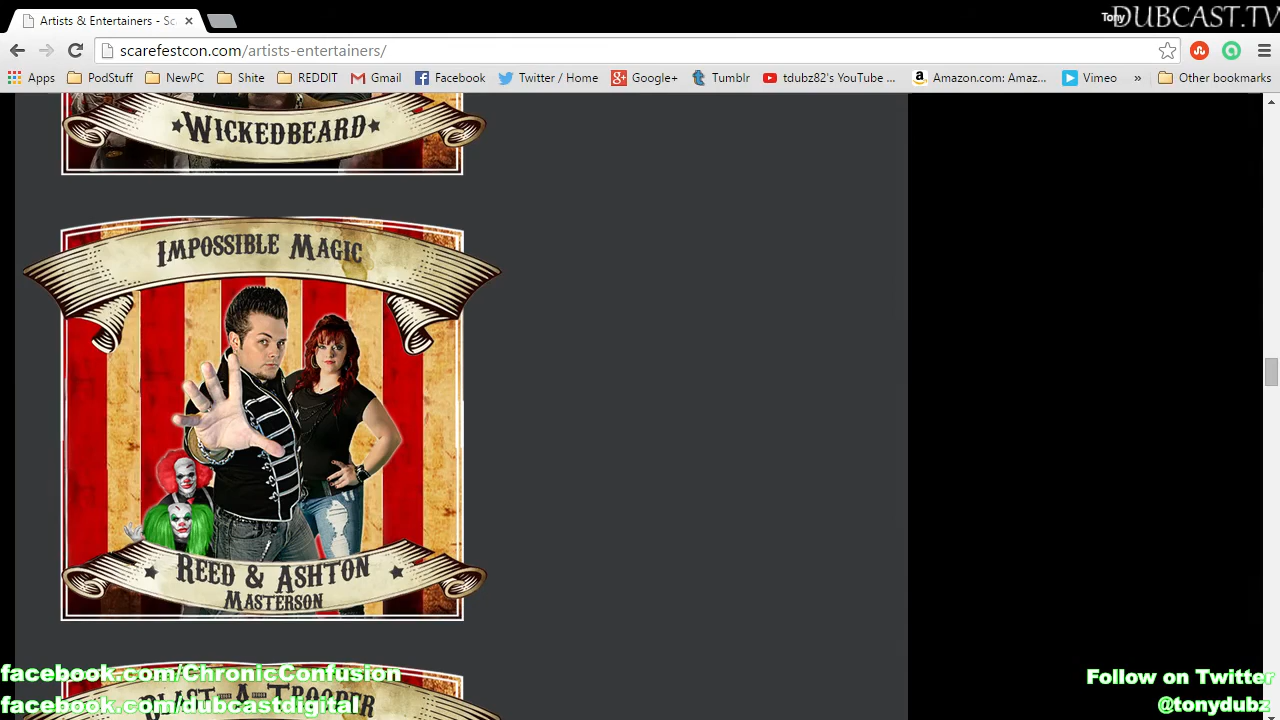 Artists & Entertainers - Sc
Tony
DUBCAST.TV
scarefestcon.com/artists-entertainers/
Apps
PodStuff
NewPC
Shite
REDDIT
Gmail
Facebook
Twitter / Home
Google+
Tumblr
tdubz82's YouTube ...
Amazon.com: Amaz...
Vimeo
»
Other bookmarks
WICKEDBEARD
IMPOSSIBLE MAGIC
REED & ASHTON
MASTERSON
BLAST-A-TROOPER
facebook.com/ChronicConfusion
facebook.com/dubcastdigital
Follow on Twitter
@tonydubz